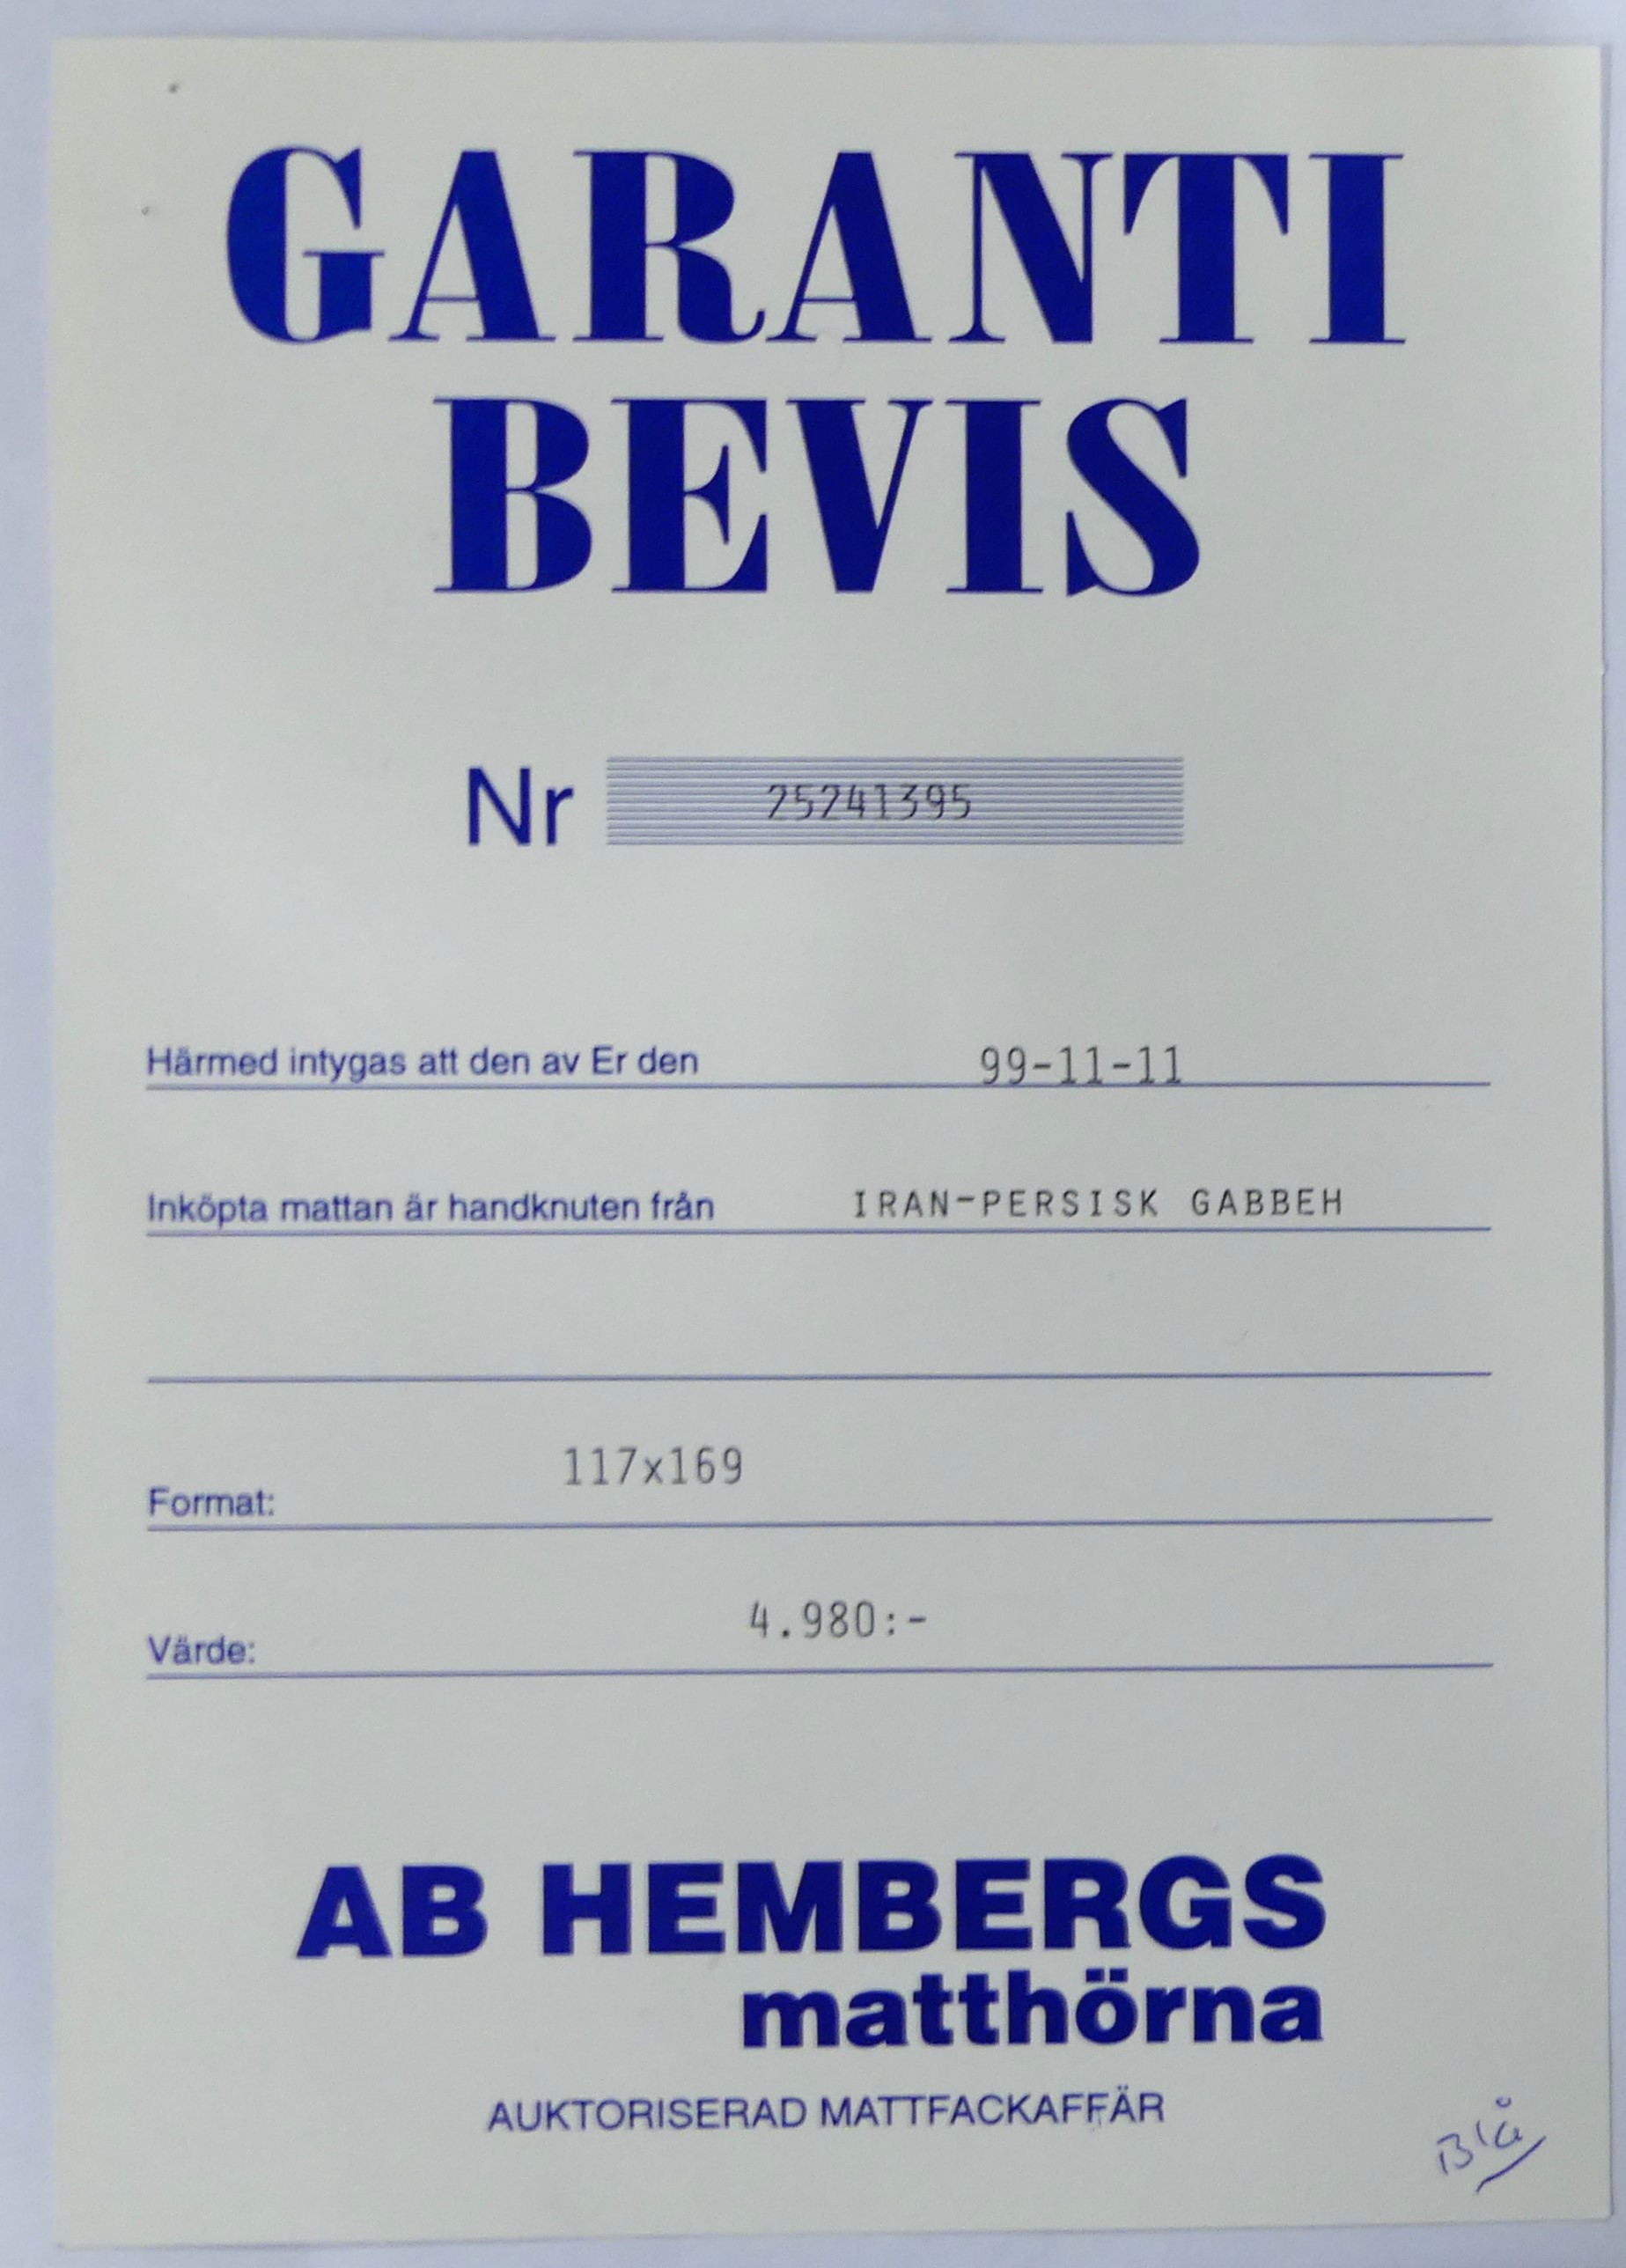 GARANTI
BEVIS
Nr 25241395
Härmed intygas att den av Er den 99-11-11
Inköpta mattan är handknuten från IRAN-PERSISK GABBEH
117x169
Format:
4.980:-
Värde:
AB HEMBERGS
matthörna
AUKTORISERAD MATTFACKAFFÄR
Blå